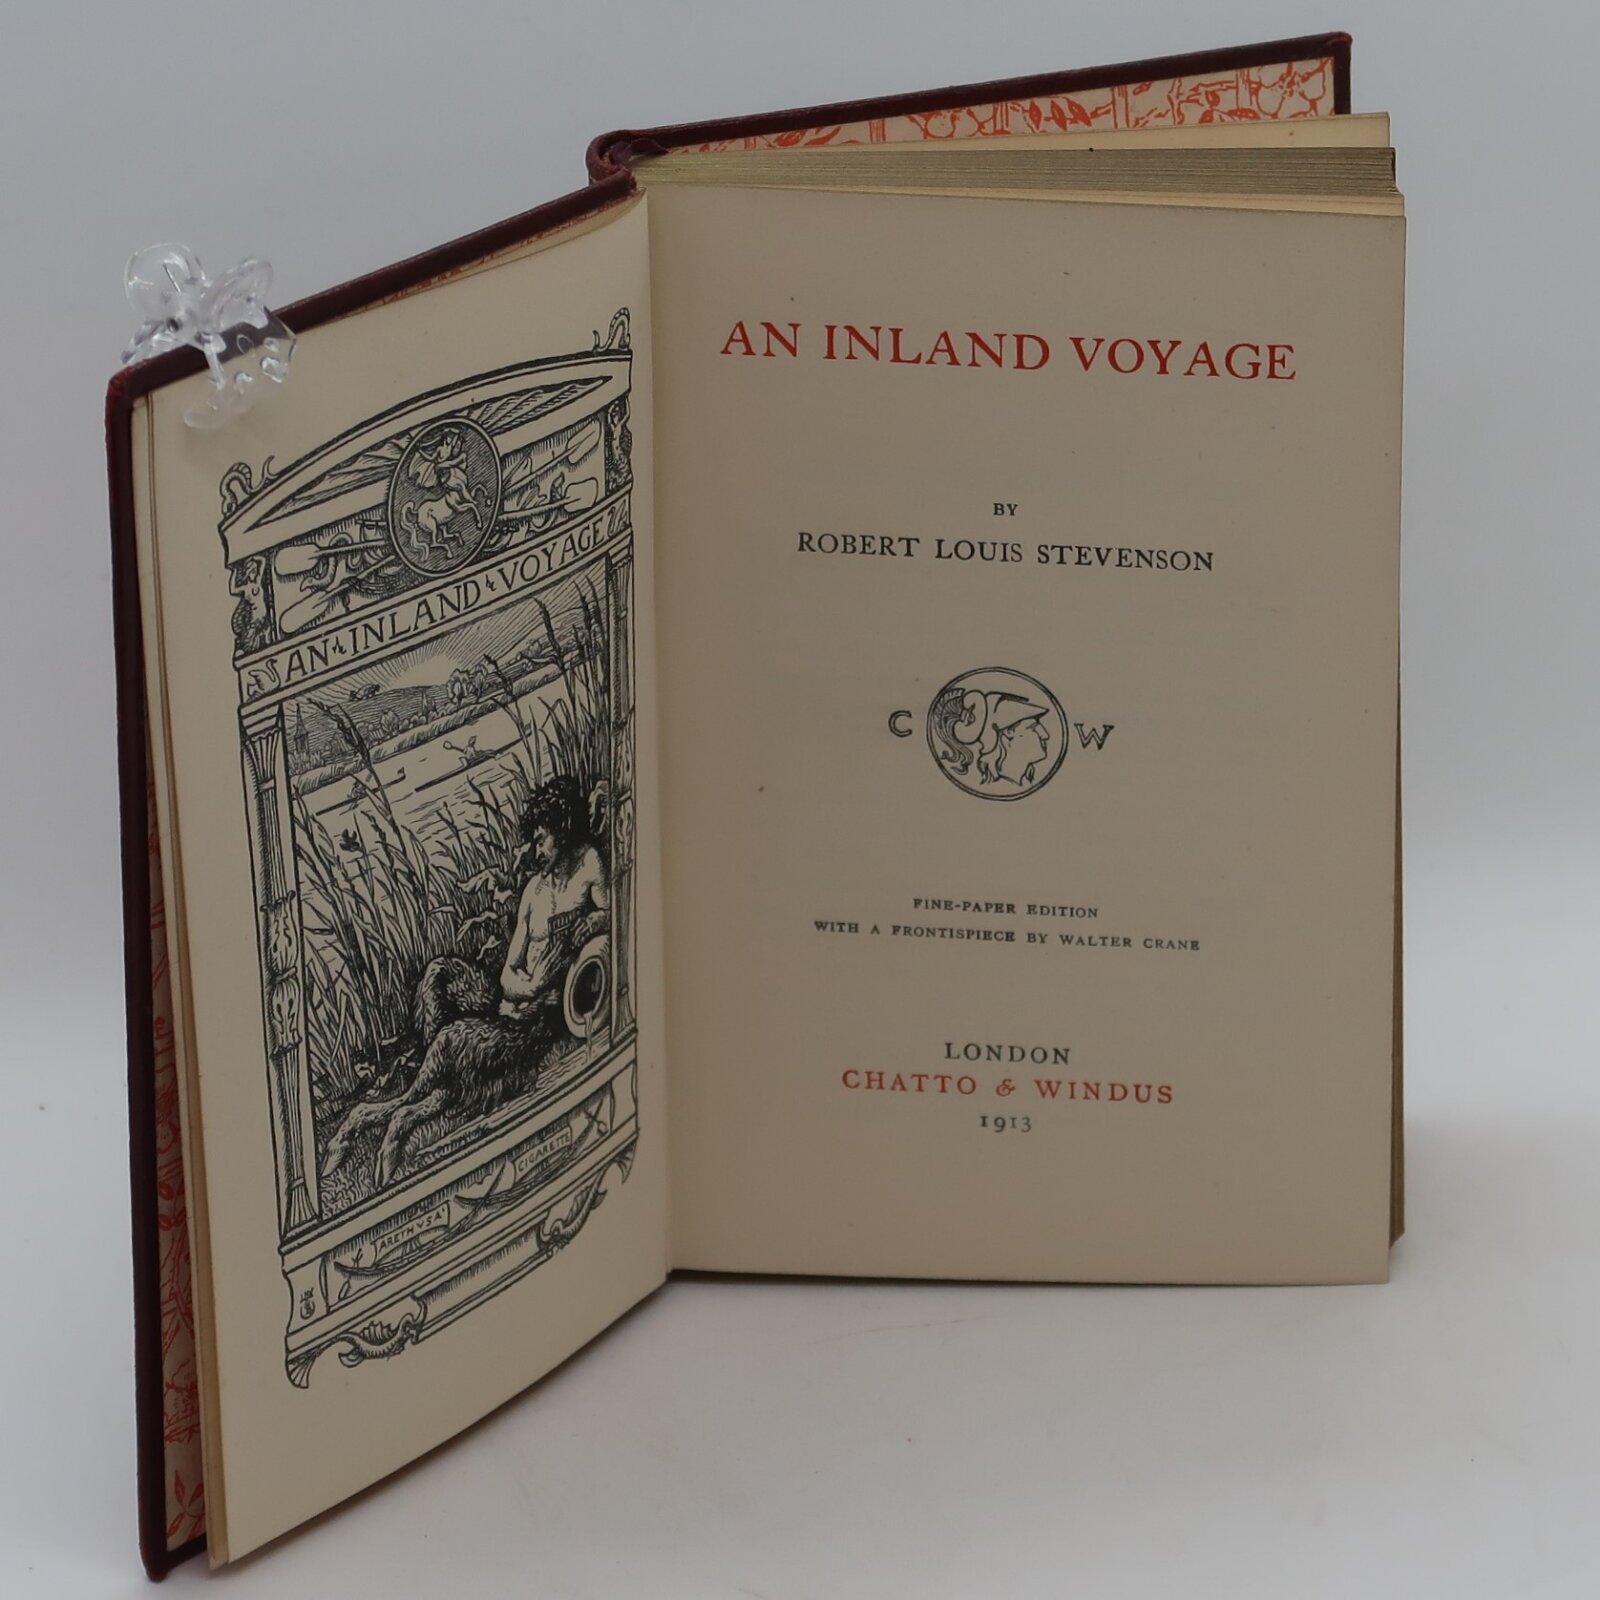 AN INLAND VOYAGE
ARETHVSA
CIGARETTE
AN INLAND VOYAGE
BY
ROBERT LOUIS STEVENSON
C W
FINE-PAPER EDITION
WITH A FRONTISPIECE BY WALTER CRANE
LONDON
CHATTO & WINDUS
1913